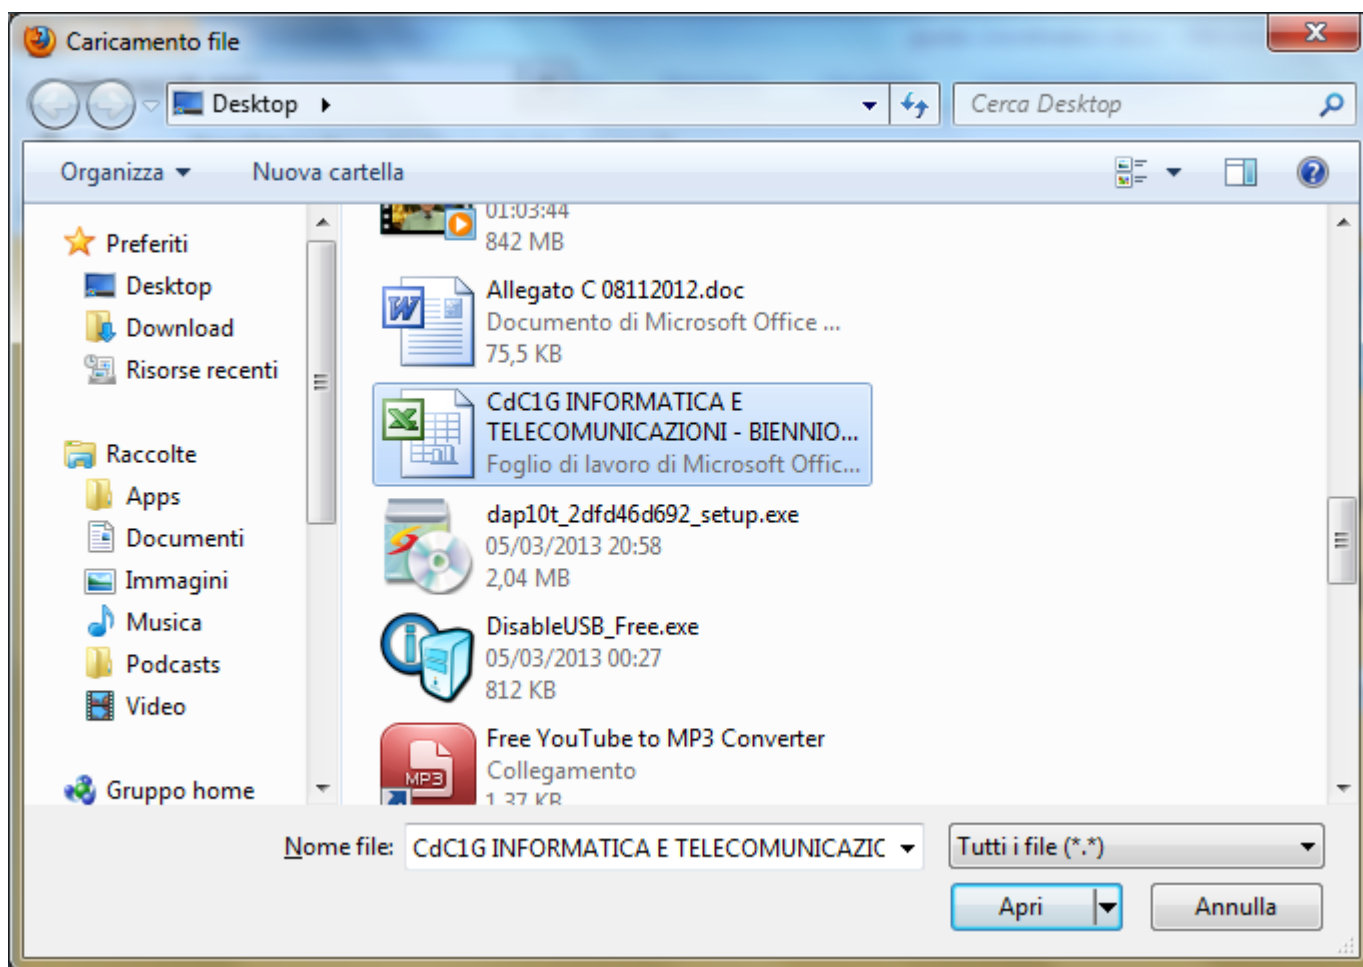 Caricamento file
Desktop
Cerca Desktop
Organizza
Nuova cartella
Preferiti
Desktop
Download
Risorse recenti
Raccolte
Apps
Documenti
Immagini
Musica
Podcasts
Video
Gruppo home
01:03:44
842 MB
Allegato C 08112012.doc
Documento di Microsoft Office ...
75,5 KB
CdC1G INFORMATICA E
TELECOMUNICAZIONI - BIENNIO...
Foglio di lavoro di Microsoft Offic...
dap10t_2dfd46d692_setup.exe
05/03/2013 20:58
2,04 MB
DisableUSB_Free.exe
05/03/2013 00:27
812 KB
Free YouTube to MP3 Converter
MP3
Collegamento
1,37 KB
Nome file: CdC1G INFORMATICA E TELECOMUNICAZIC
Tutti i file (*.*)
Apri
Annulla